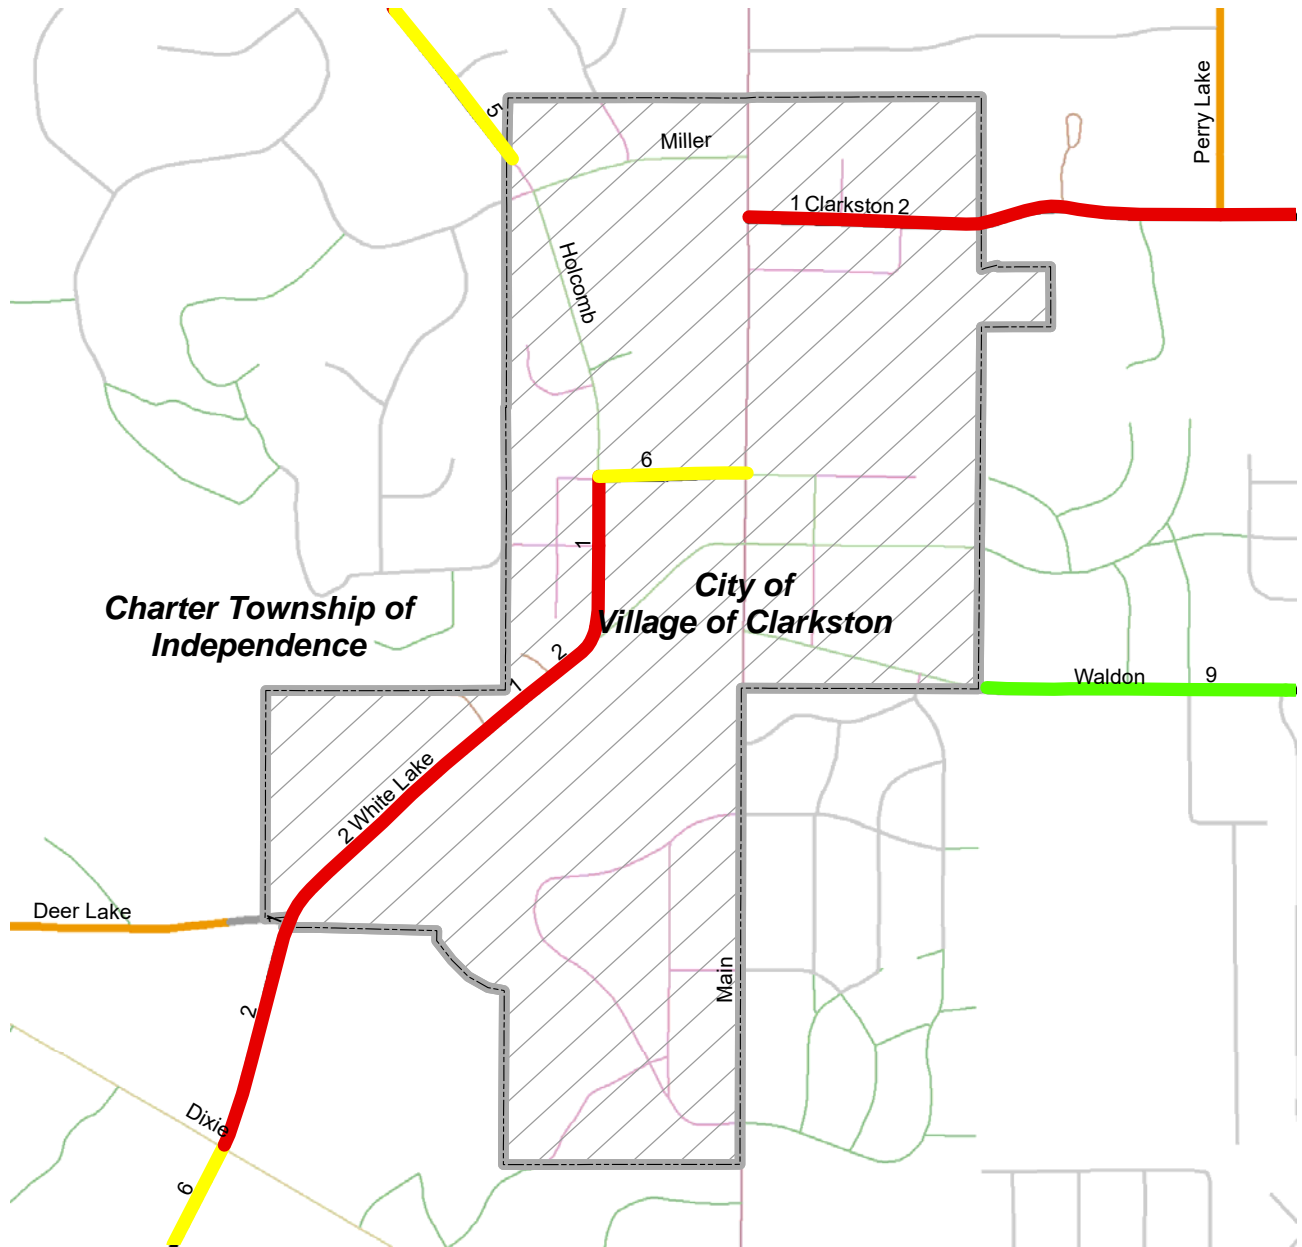 5
Miller
Perry Lake
1 Clarkston 2
Holcomb
6
1
City of
Village of Clarkston
Charter Township of
Independence
2
1
Waldon
9
2 White Lake
Deer Lake
1
Main
2
Dixie
6